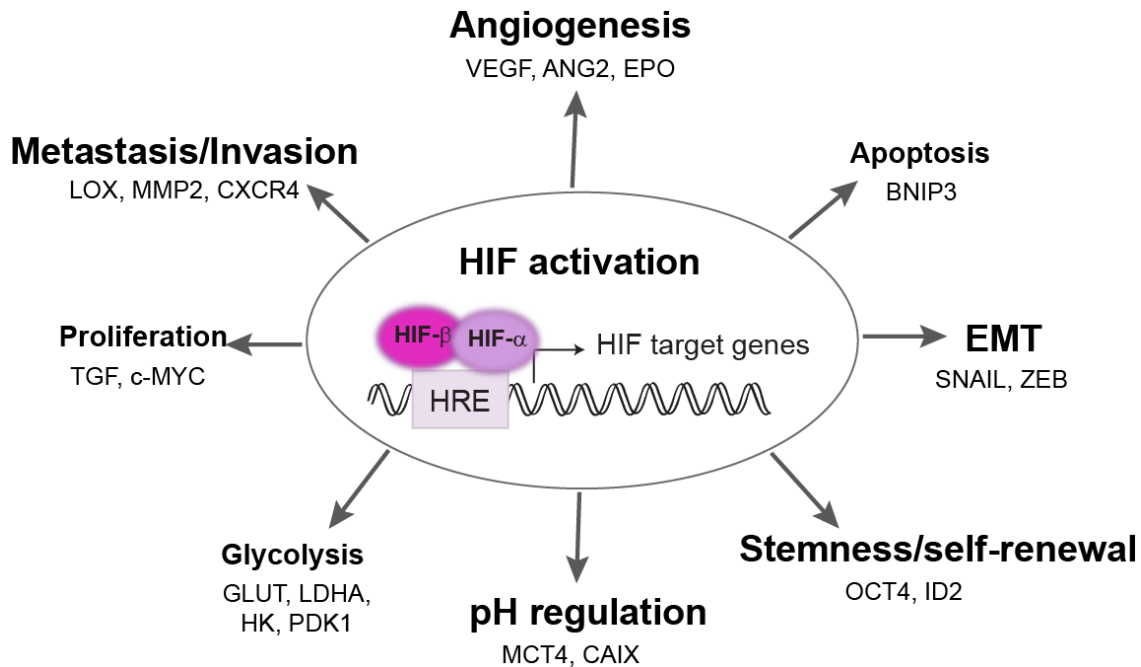 Angiogenesis
VEGF, ANG2, EPO
Metastasis/Invasion
LOX, MMP2, CXCR4
Apoptosis
BNIP3
HIF activation
HIF-β
HIF-α
HIF target genes
HRE
Proliferation
TGF, c-MYC
EMT
SNAIL, ZEB
Glycolysis
GLUT, LDHA,
HK, PDK1
pH regulation
MCT4, CAIX
Stemness/self-renewal
OCT4, ID2